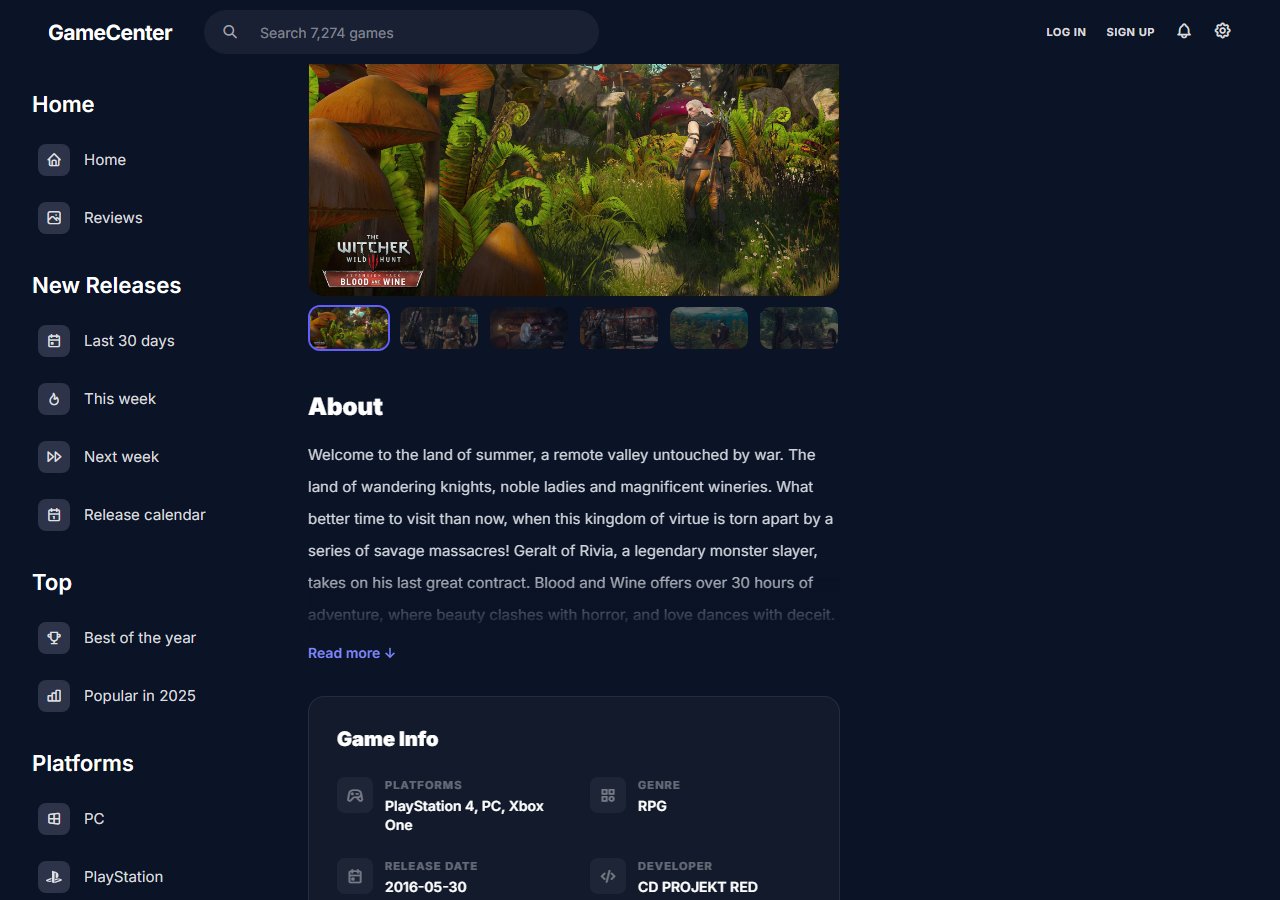 GameCenter
Search 7,274 games
LOG IN
SIGN UP
Home
Home
Reviews
New Releases
Last 30 days
This week
Next week
Release calendar
Top
Best of the year
Popular in 2025
Platforms
PC
PlayStation
THE
WITCHER
WILD HUNT
EXPANSION PACK
BLOOD AND WINE
About
Welcome to the land of summer, a remote valley untouched by war. The
land of wandering knights, noble ladies and magnificent wineries. What
better time to visit than now, when this kingdom of virtue is torn apart by a
series of savage massacres! Geralt of Rivia, a legendary monster slayer,
takes on his last great contract. Blood and Wine offers over 30 hours of
adventure, where beauty clashes with horror, and love dances with deceit.
Read more ↓
Game Info
PLATFORMS
PlayStation 4, PC, Xbox
One
GENRE
RPG
RELEASE DATE
2016-05-30
DEVELOPER
CD PROJEKT RED